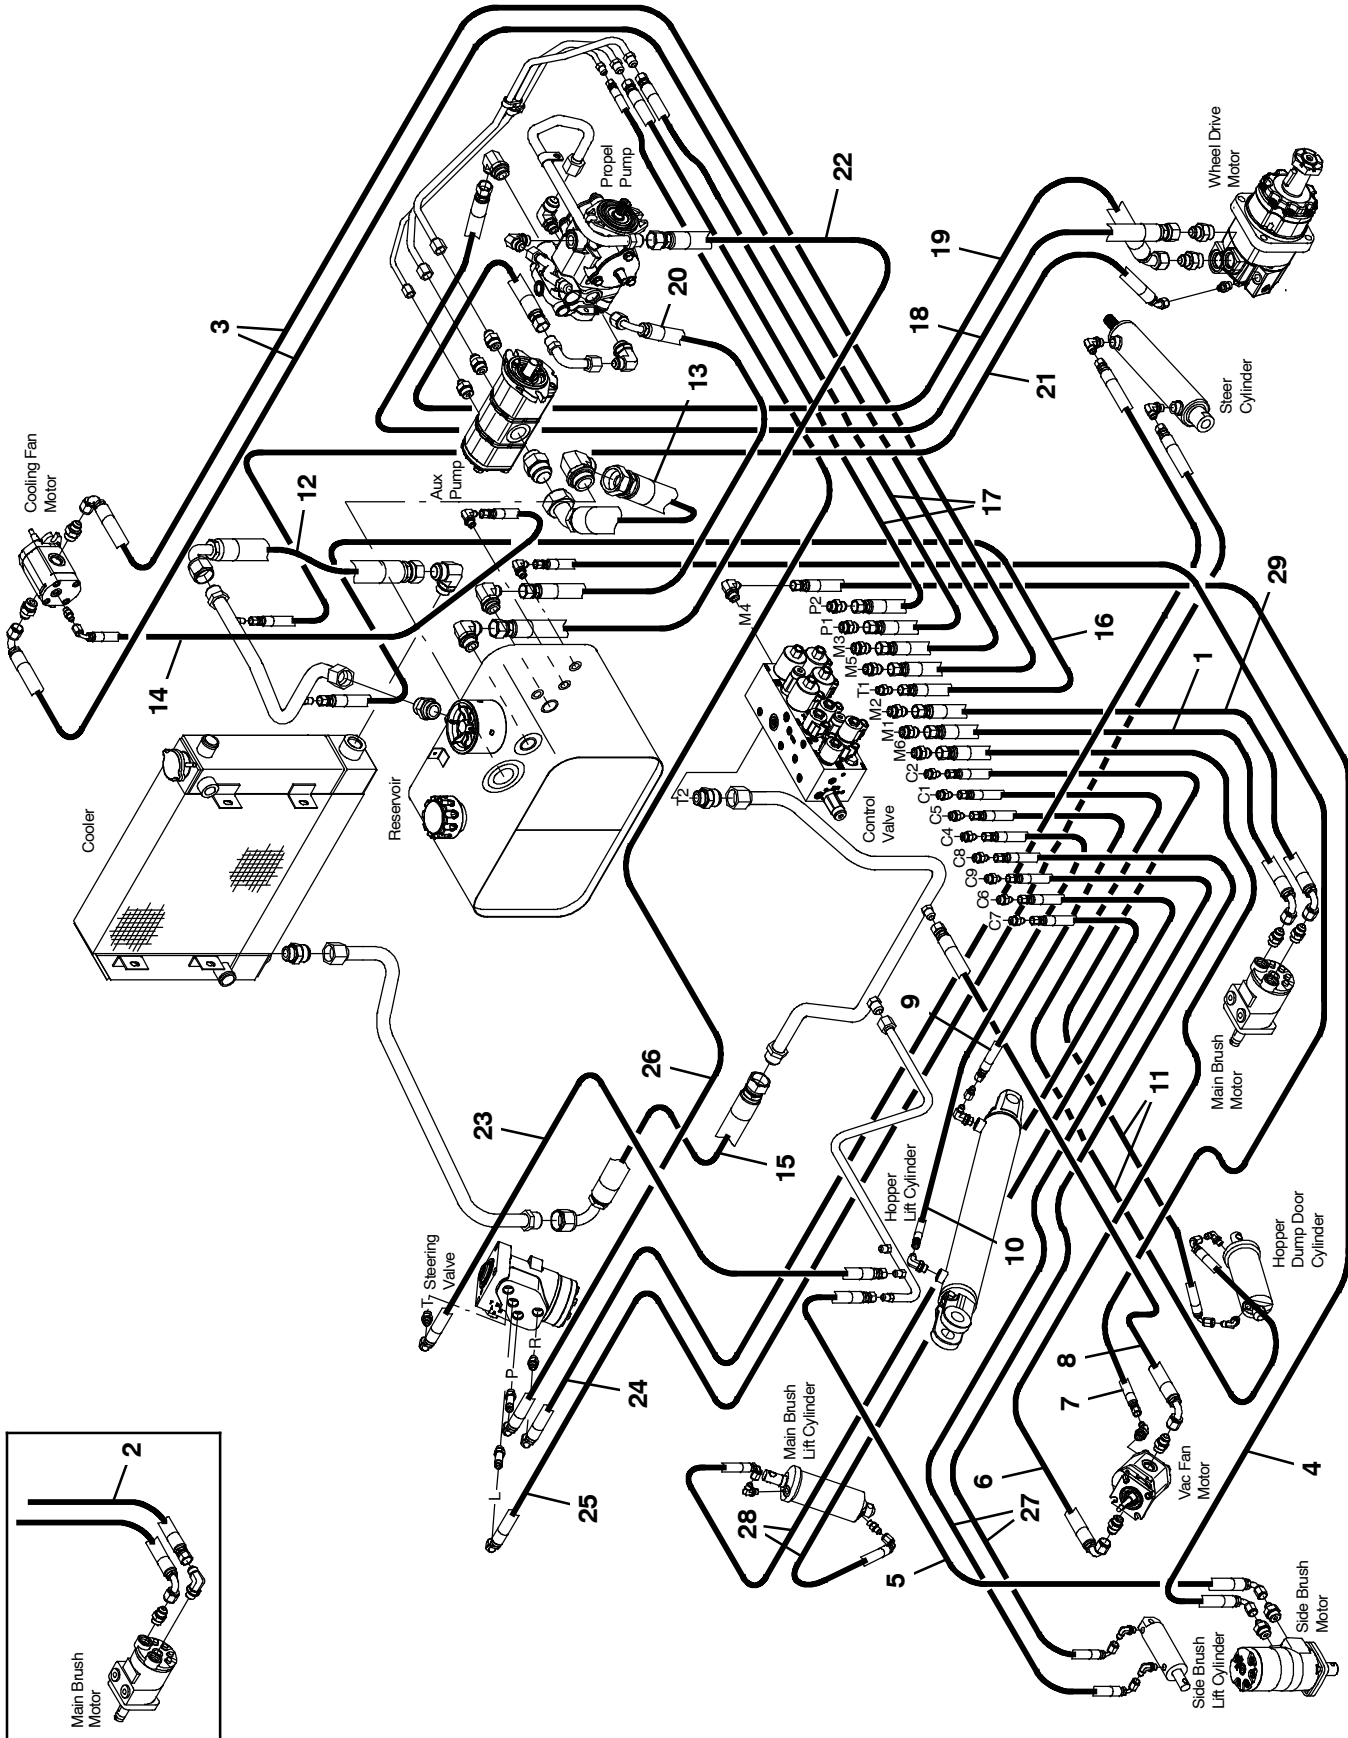 Main Brush
Motor
2
Cooler
Cooling Fan
Motor
3
14
12
Reservoir
Aux
Pump
Propel
Pump
13
20
22
19
18
21
Wheel Drive
Motor
Steer
Cylinder
17
16
29
1
T2
Control
Valve
M4
P2
P1
M3
M5
T1
M2
M1
M6
C2
C1
C5
C4
C8
C9
C6
C7
Steering
Valve
T
P
R
L
23
26
15
24
25
9
10
Hopper
Lift Cylinder
11
Main Brush
Motor
Hopper
Dump Door
Cylinder
Main Brush
Lift Cylinder
28
5
27
6
7
8
Vac Fan
Motor
4
Side Brush
Lift Cylinder
Side Brush
Motor